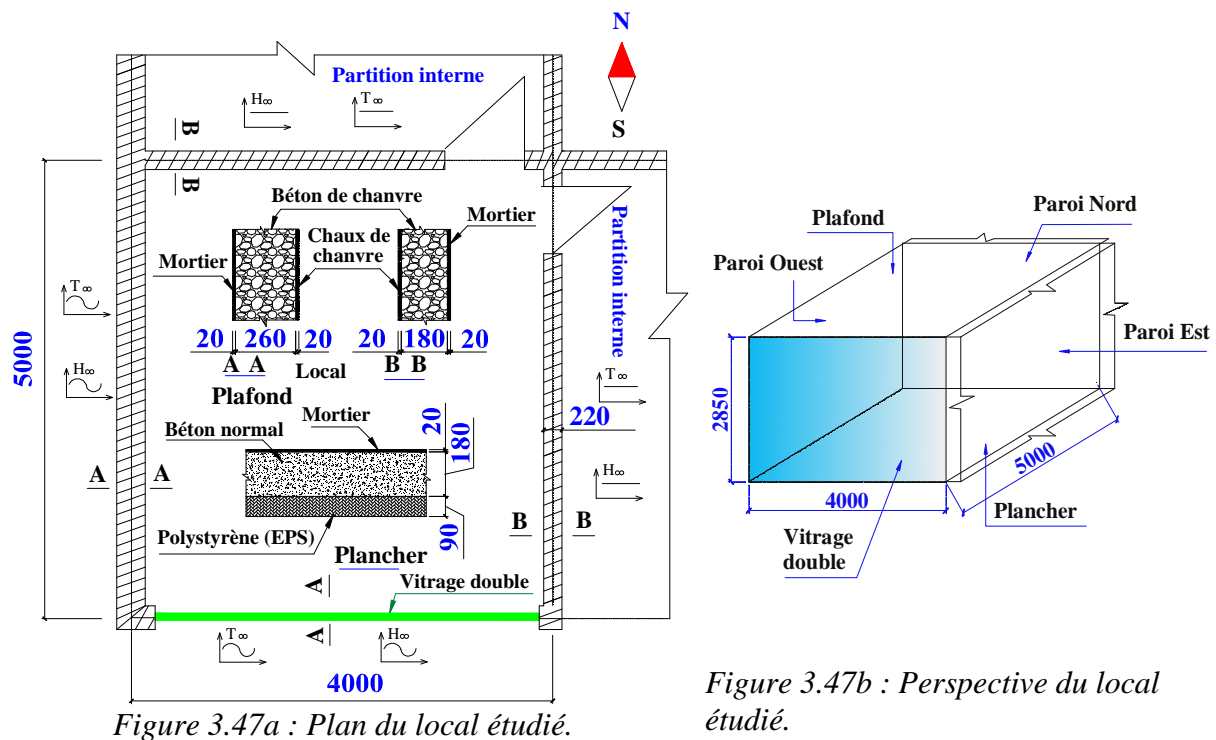 N
Partition interne
H∞
T∞
S
B
B
Béton de chanvre
Mortier
Chaux de
chanvre
Mortier
Partition interne
T∞
H∞
5000
20 260 20
20 180 20
A A
Local
B B
Plafond
T∞
220
Mortier
Béton normal
20
180
90
A
A
H∞
Polystyrène (EPS)
B
B
Plancher
A
A
Vitrage double
T∞
H∞
4000
Figure 3.47a : Plan du local étudié.
Plafond
Paroi Nord
Paroi Ouest
Paroi Est
2850
5000
4000
Plancher
Vitrage
double
Figure 3.47b : Perspective du local
étudié.